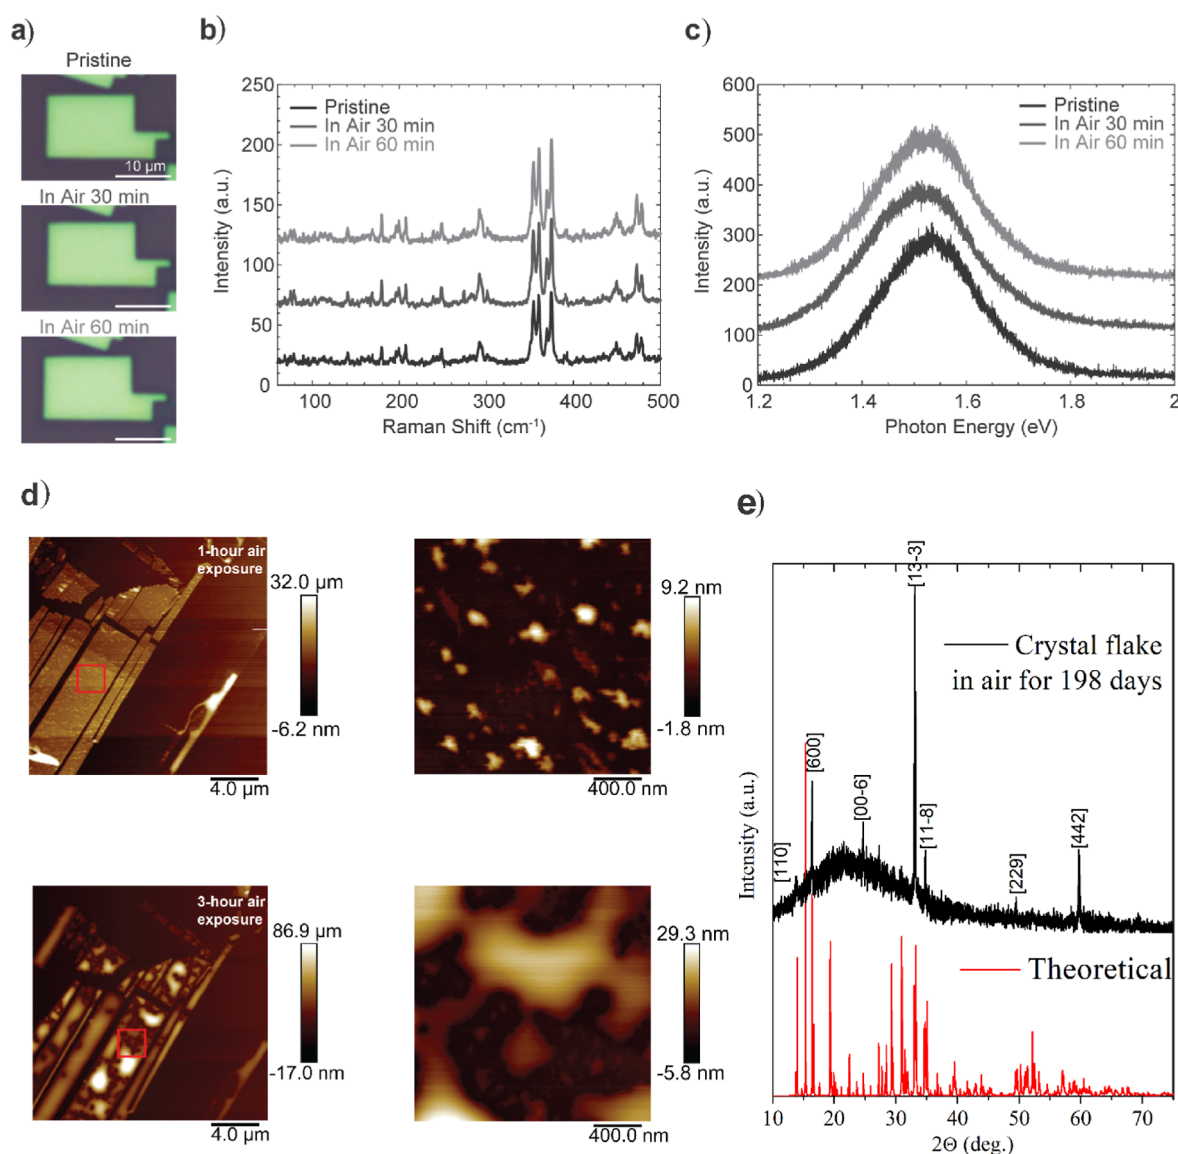 a)
Pristine
10 µm
In Air 30 min
In Air 60 min
b)
250
200
150
100
50
0
Intensity (a.u.)
Pristine
In Air 30 min
In Air 60 min
100
200
300
400
500
Raman Shift (cm⁻¹)
c)
600
500
400
300
200
100
0
Intensity (a.u.)
Pristine
In Air 30 min
In Air 60 min
1.2
1.4
1.6
1.8
2
Photon Energy (eV)
d)
1-hour air
exposure
32.0 µm
-6.2 nm
4.0 µm
9.2 nm
-1.8 nm
400.0 nm
3-hour air
exposure
86.9 µm
-17.0 nm
4.0 µm
29.3 nm
-5.8 nm
400.0 nm
e)
Intensity (a.u.)
[110]
[600]
[00-6]
[13-3]
[11-8]
[229]
[442]
Crystal flake
in air for 198 days
Theoretical
10
20
30
40
50
60
70
2Θ (deg.)